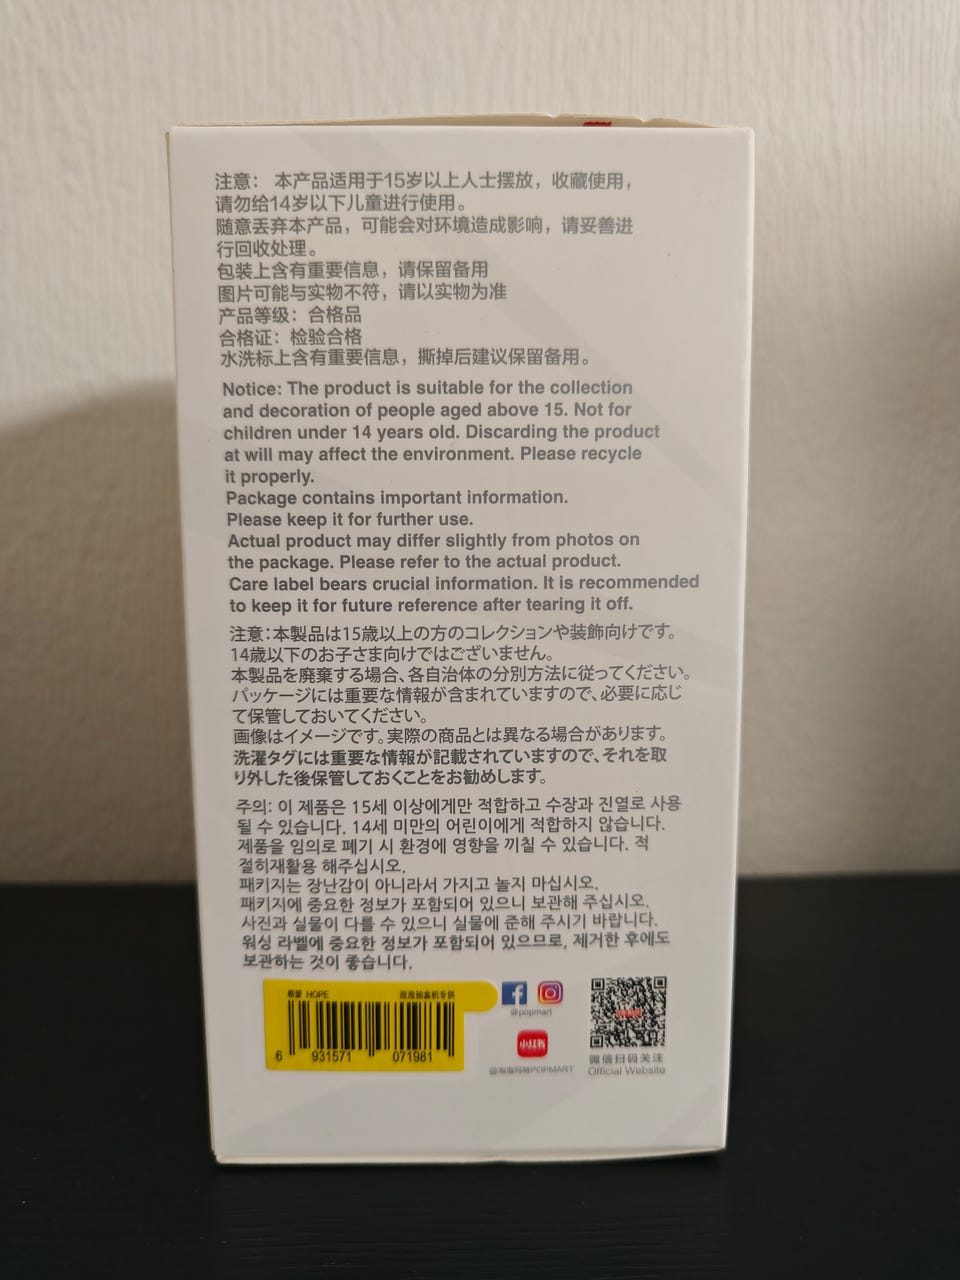 注意： 本产品适用于15岁以上人士摆放，收藏使用，
请勿给14岁以下儿童进行使用。
随意丢弃本产品，可能会对环境造成影响，请妥善进
行回收处理。
包装上含有重要信息，请保留备用
图片可能与实物不符，请以实物为准
产品等级：合格品
合格证：检验合格
水洗标上含有重要信息，撕掉后建议保留备用。
Notice: The product is suitable for the collection
and decoration of people aged above 15. Not for
children under 14 years old. Discarding the product
at will may affect the environment. Please recycle
it properly.
Package contains important information.
Please keep it for further use.
Actual product may differ slightly from photos on
the package. Please refer to the actual product.
Care label bears crucial information. It is recommended
to keep it for future reference after tearing it off.
注意：本製品は15歳以上の方のコレクションや装飾向けです。
14歳以下のお子さま向けではございません。
本製品を廃棄する場合、各自治体の分別方法に従ってください。
パッケージには重要な情報が含まれていますので、必要に応じ
て保管しておいてください。
画像はイメージです。実際の商品とは異なる場合があります。
洗濯タグには重要な情報が記載されていますので、それを取
り外した後保管しておくことをお勧めします。
주의: 이 제품은 15세 이상에게만 적합하고 수장과 진열로 사용
될 수 있습니다. 14세 미만의 어린이에게 적합하지 않습니다.
제품을 임의로 폐기 시 환경에 영향을 끼칠 수 있습니다. 적
절히재활용 해주십시오.
패키지는 장난감이 아니라서 가지고 놀지 마십시오.
패키지에 중요한 정보가 포함되어 있으니 보관해 주십시오.
사진과 실물이 다를 수 있으니 실물에 준해 주시기 바랍니다.
워싱 라벨에 중요한 정보가 포함되어 있으므로, 제거한 후에도
보관하는 것이 좋습니다.
希望 HOPE 泡泡抽盒机专供
6 931571 071981
@popmart
小红书
@泡泡玛特POPMART
微信扫码关注
Official Website